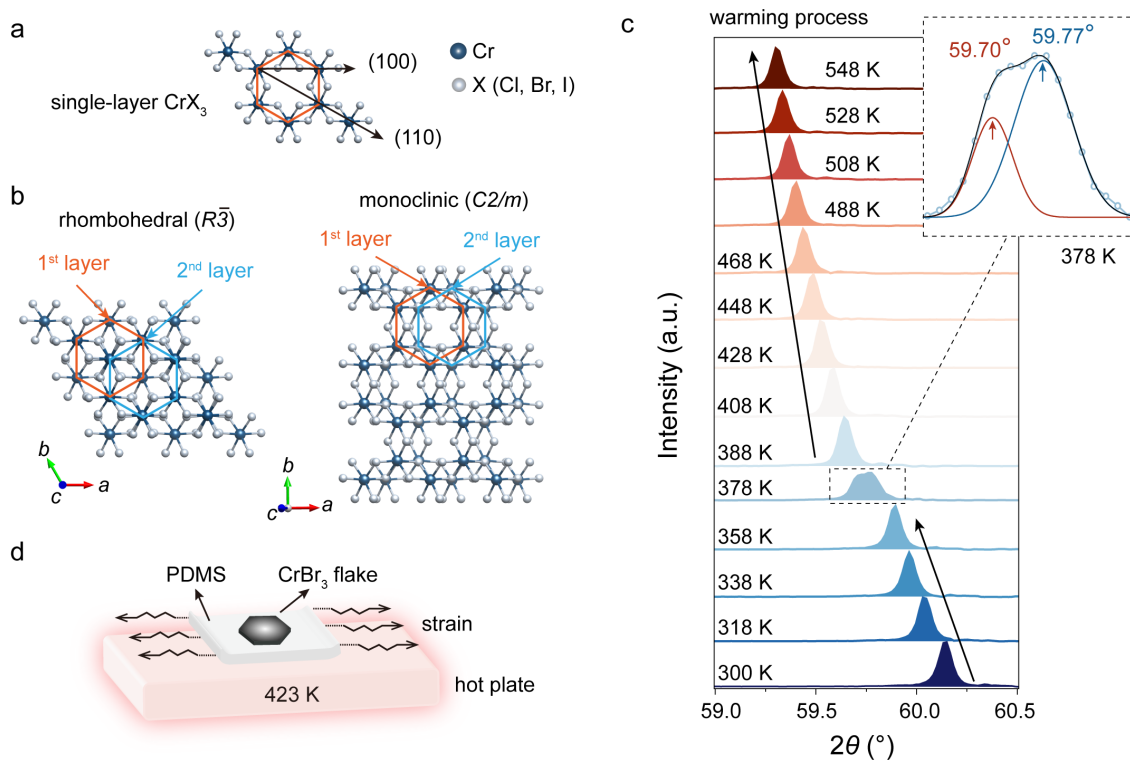 a
single-layer CrX₃
Cr
X (Cl, Br, I)
(100)
(110)
b
rhombohedral (R3̅)
1st layer
2nd layer
b
c
a
monoclinic (C2/m)
1st layer
2nd layer
b
c
a
c
warming process
548 K
528 K
508 K
488 K
468 K
448 K
428 K
408 K
388 K
378 K
358 K
338 K
318 K
300 K
59.70°
59.77°
378 K
Intensity (a.u.)
59.0
59.5
60.0
60.5
2θ (°)
d
PDMS
CrBr₃ flake
strain
hot plate
423 K